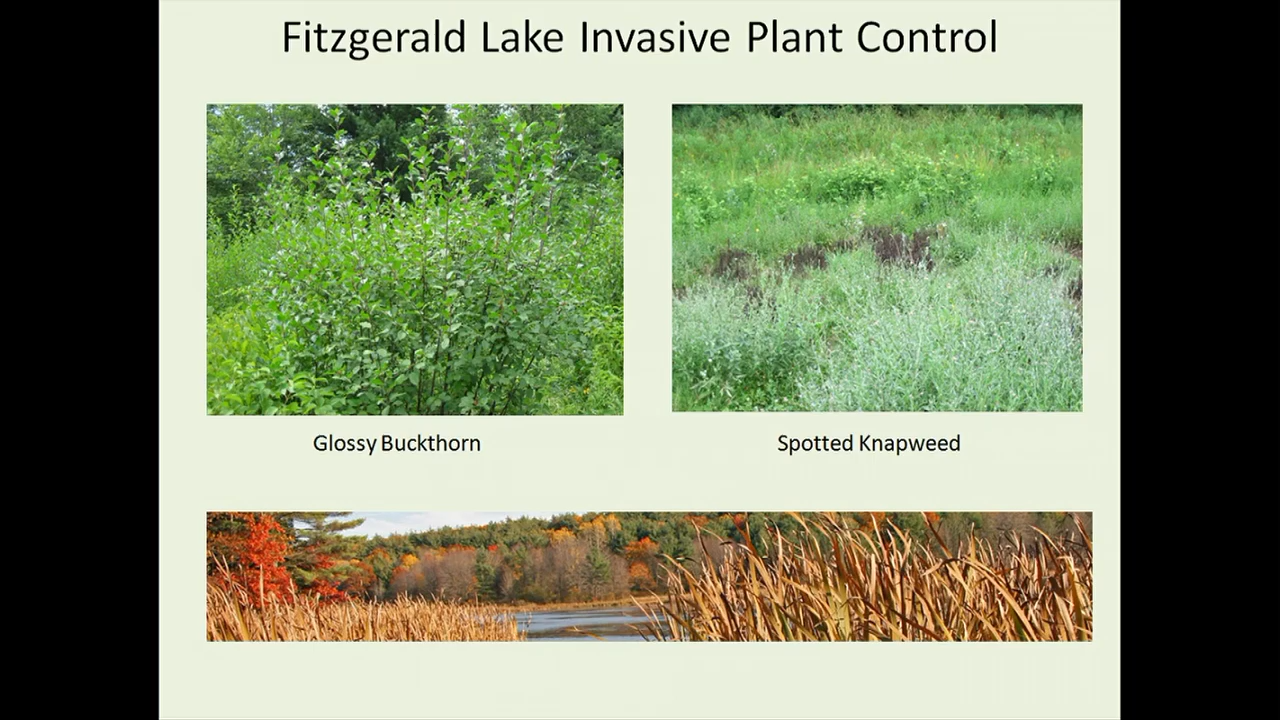 Fitzgerald Lake Invasive Plant Control
Glossy Buckthorn
Spotted Knapweed